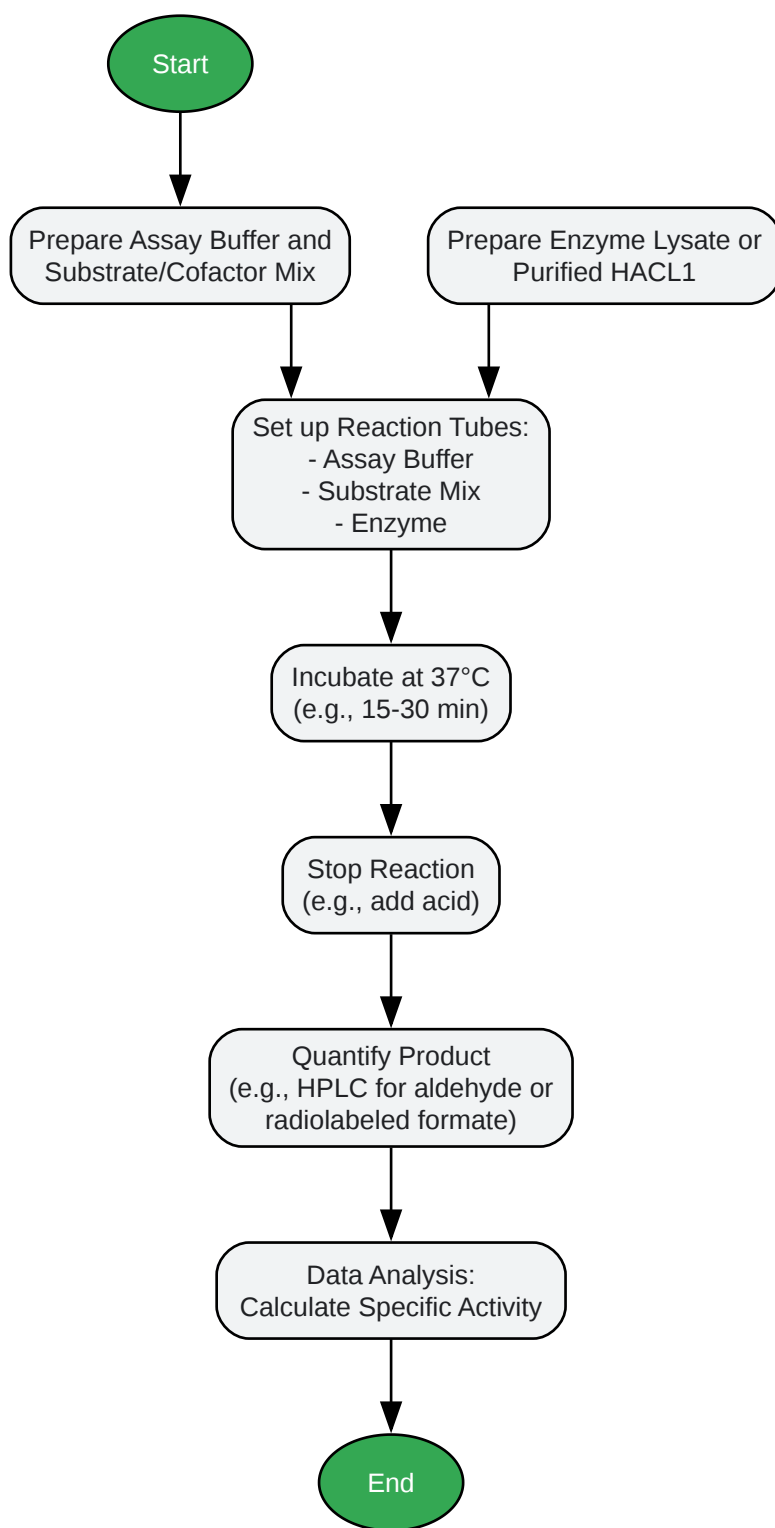 Start
Prepare Assay Buffer and
Substrate/Cofactor Mix
Prepare Enzyme Lysate or
Purified HACL1
Set up Reaction Tubes:
- Assay Buffer
- Substrate Mix
- Enzyme
Incubate at 37°C
(e.g., 15-30 min)
Stop Reaction
(e.g., add acid)
Quantify Product
(e.g., HPLC for aldehyde or
radiolabeled formate)
Data Analysis:
Calculate Specific Activity
End